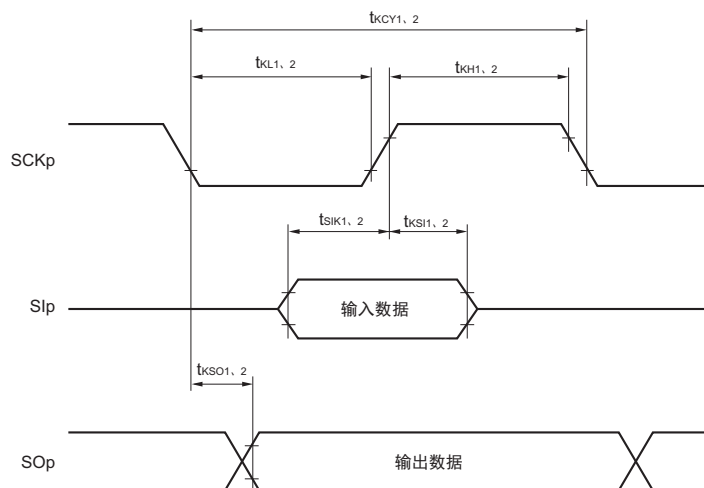 tKCY1、2
tKL1、2
tKH1、2
SCKp
tSIK1、2
tKSI1、2
SIp
输入数据
tKSO1、2
SOp
输出数据